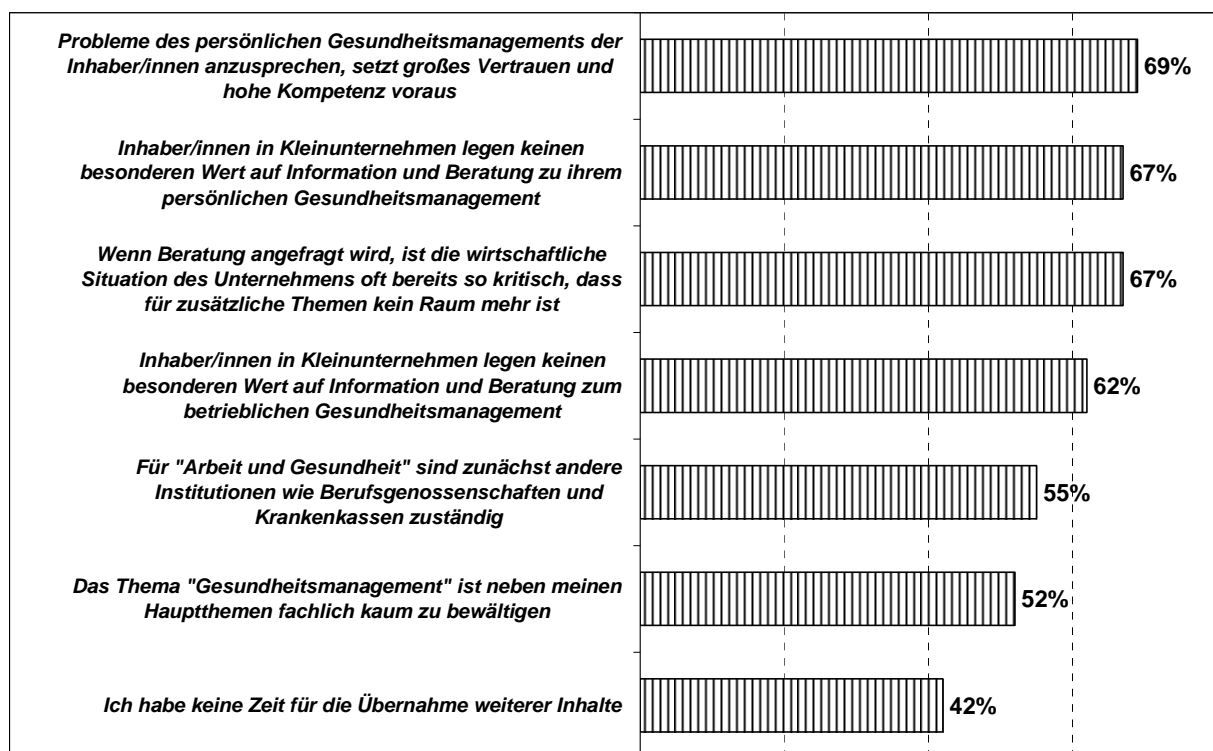 Probleme des persönlichen Gesundheitsmanagements der
Inhaber/innen anzusprechen, setzt großes Vertrauen und
hohe Kompetenz voraus
69%
Inhaber/innen in Kleinunternehmen legen keinen
besonderen Wert auf Information und Beratung zu ihrem
persönlichen Gesundheitsmanagement
67%
Wenn Beratung angefragt wird, ist die wirtschaftliche
Situation des Unternehmens oft bereits so kritisch, dass
für zusätzliche Themen kein Raum mehr ist
67%
Inhaber/innen in Kleinunternehmen legen keinen
besonderen Wert auf Information und Beratung zum
betrieblichen Gesundheitsmanagement
62%
Für "Arbeit und Gesundheit" sind zunächst andere
Institutionen wie Berufsgenossenschaften und
Krankenkassen zuständig
55%
Das Thema "Gesundheitsmanagement" ist neben meinen
Hauptthemen fachlich kaum zu bewältigen
52%
Ich habe keine Zeit für die Übernahme weiterer Inhalte
42%